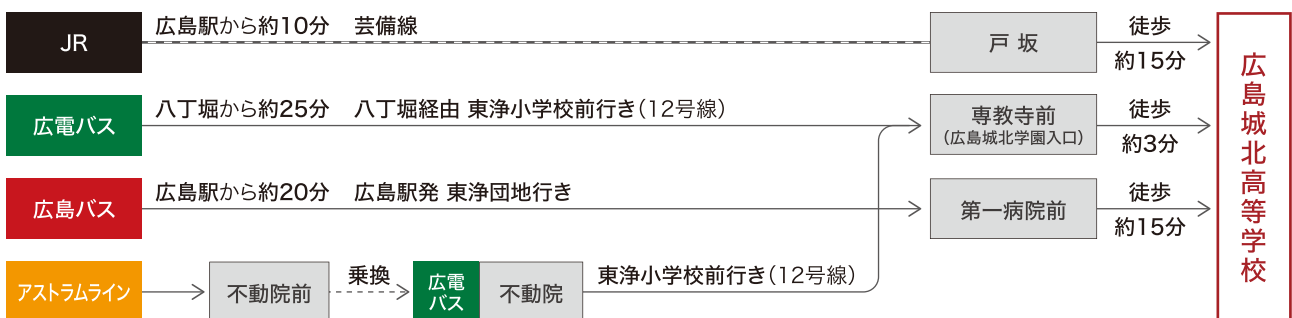 JR
広島駅から約10分 芸備線
戸坂
徒歩
約15分
広電バス
八丁堀から約25分 八丁堀経由 東浄小学校前行き(12号線)
専教寺前
(広島城北学園入口)
徒歩
約3分
広島バス
広島駅から約20分 広島駅発 東浄団地行き
第一病院前
徒歩
約15分
アストラムライン
不動院前
乗換
広電
バス
不動院
東浄小学校前行き(12号線)
広島城北高等学校